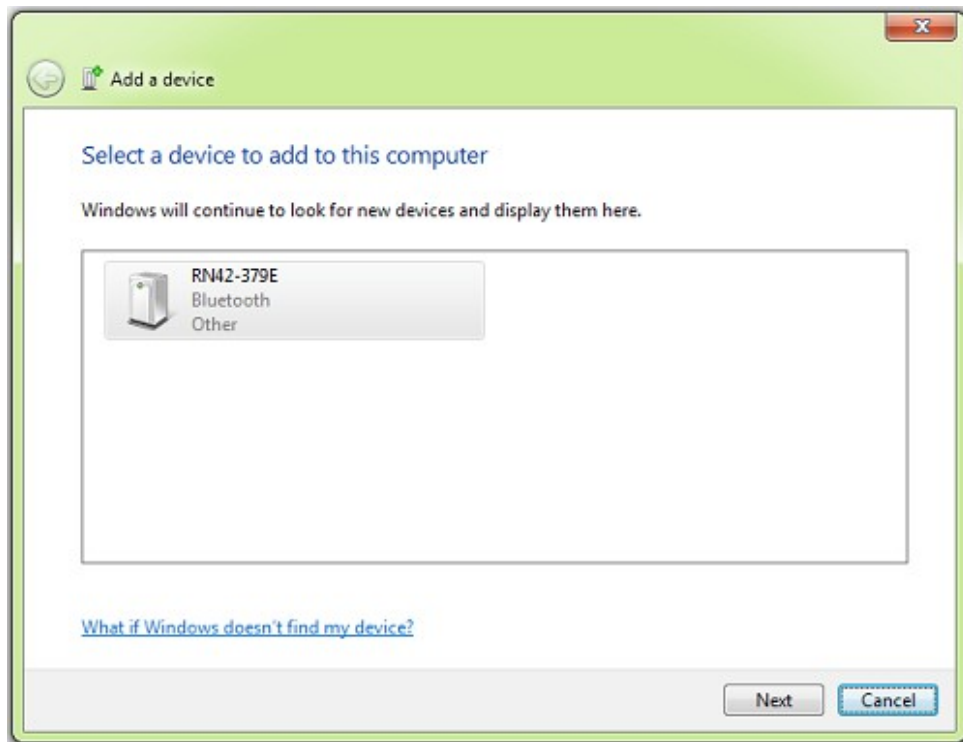 Add a device
Select a device to add to this computer
Windows will continue to look for new devices and display them here.
RN42-379E
Bluetooth
Other
What if Windows doesn't find my device?
Next
Cancel